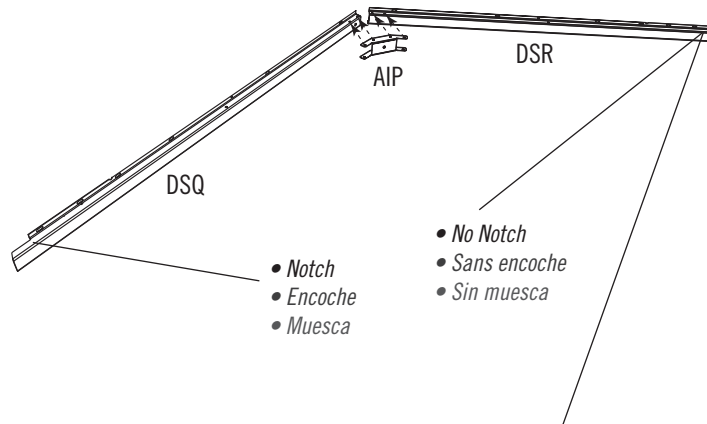 DSR
AIP
DSQ
• No Notch
• Sans encoche
• Sin muesca
• Notch
• Encoche
• Muesca